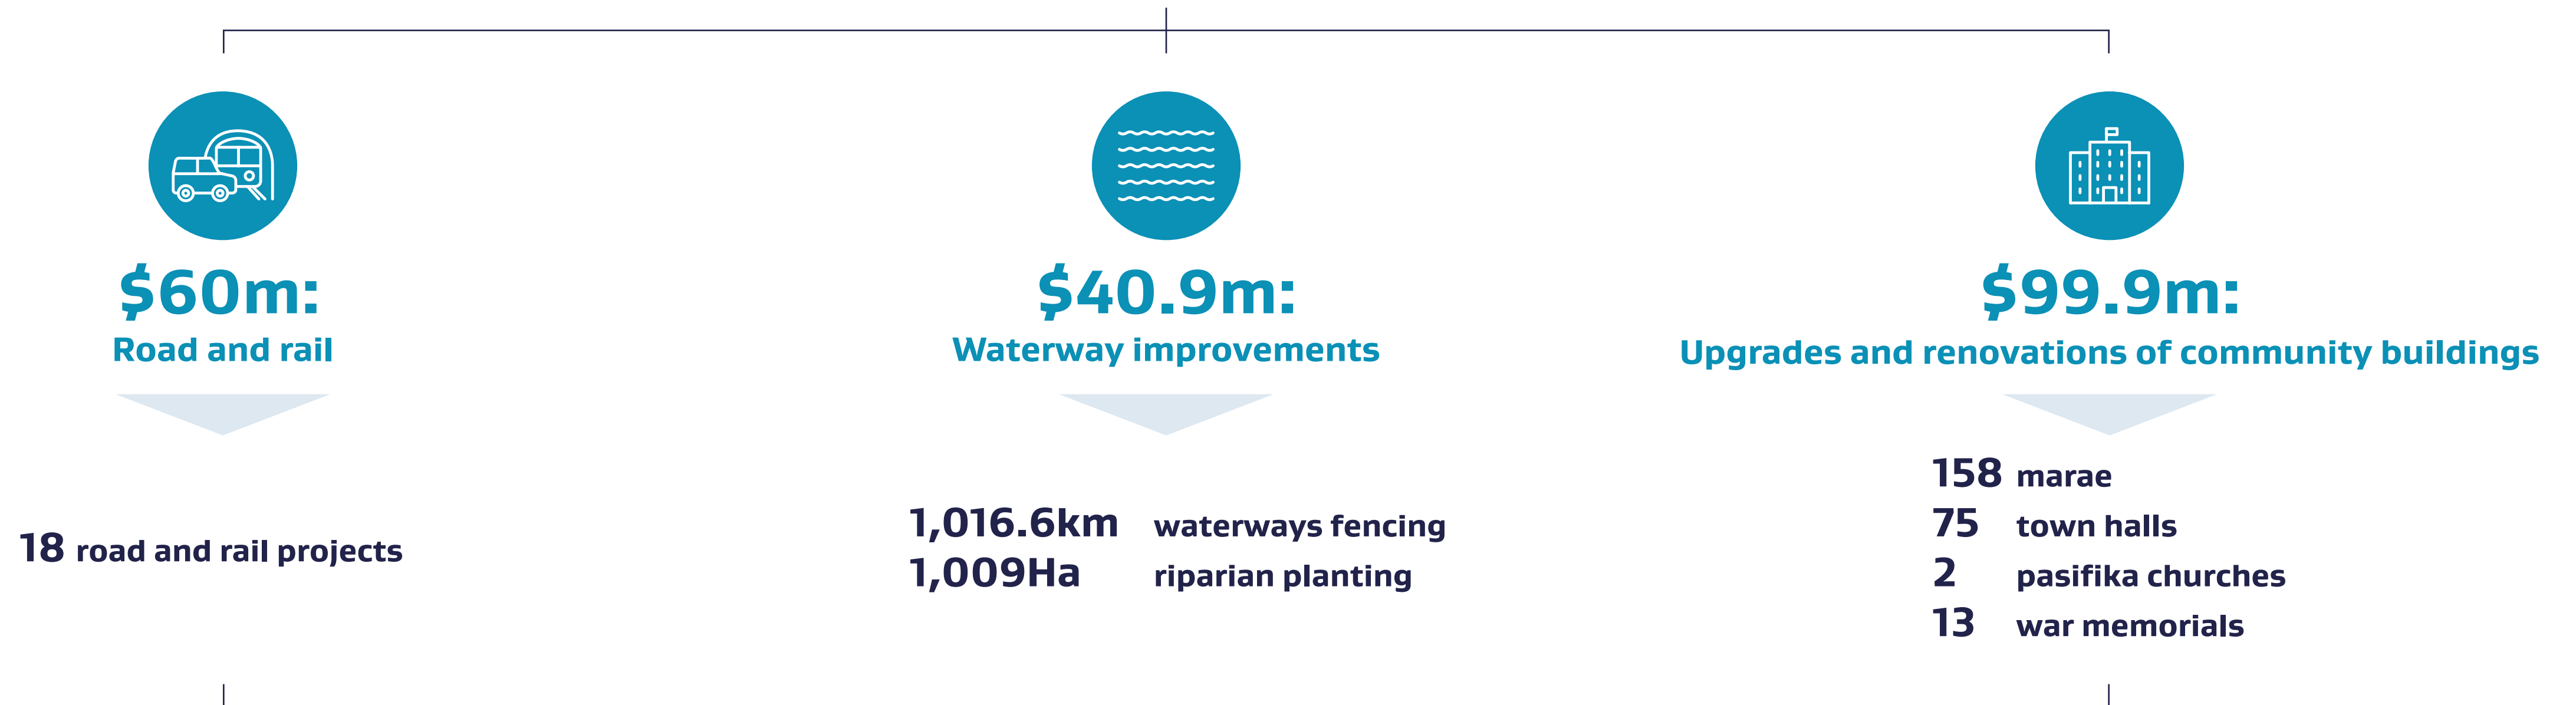 $60m:
Road and rail
18 road and rail projects
$40.9m:
Waterway improvements
1,016.6km waterways fencing
1,009Ha riparian planting
$99.9m:
Upgrades and renovations of community buildings
158 marae
75 town halls
2 pasifika churches
13 war memorials